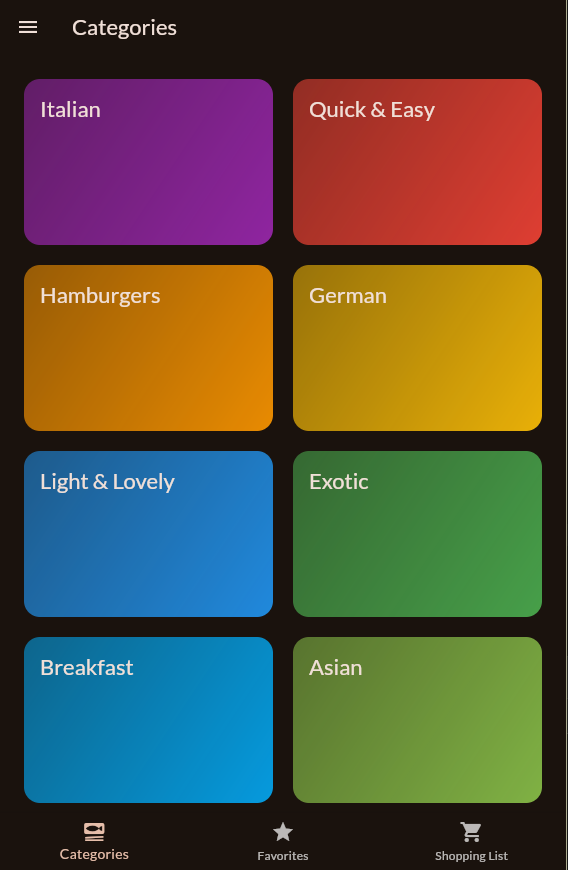 Categories
Italian
Quick & Easy
Hamburgers
German
Light & Lovely
Exotic
Breakfast
Asian
Categories
Favorites
Shopping List